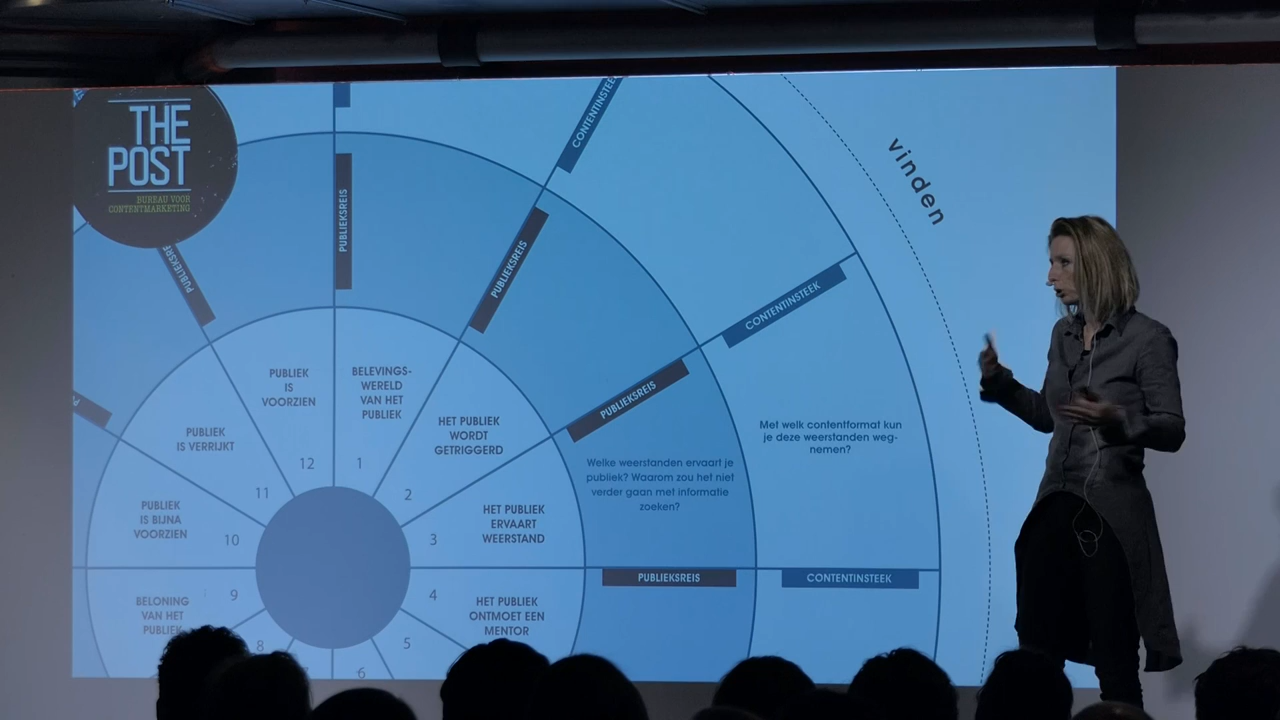 THE
POST
BUREAU VOOR
CONTENTMARKETING
vinden
CONTENTINSTEEK
PUBLIEKSREIS
PUBLIEKSREIS
PUBLIEKSREIS
CONTENTINSTEEK
PUBLIEKSREIS
PUBLIEK
IS
VOORZIEN
12
BELEVINGS-
WERELD
VAN HET
PUBLIEK
1
HET PUBLIEK
WORDT
GETRIGGERD
2
PUBLIEK
IS VERRIJKT
11
Met welk contentformat kun
je deze weerstanden weg-
nemen?
Welke weerstanden ervaart je
publiek? Waarom zou het niet
verder gaan met informatie
zoeken?
PUBLIEK
IS BIJNA
VOORZIEN
10
HET PUBLIEK
ERVAART
WEERSTAND
3
PUBLIEKSREIS
CONTENTINSTEEK
BELONING
VAN HET
PUBLIEK
9
HET PUBLIEK
ONTMOET EEN
MENTOR
4
8
5
6